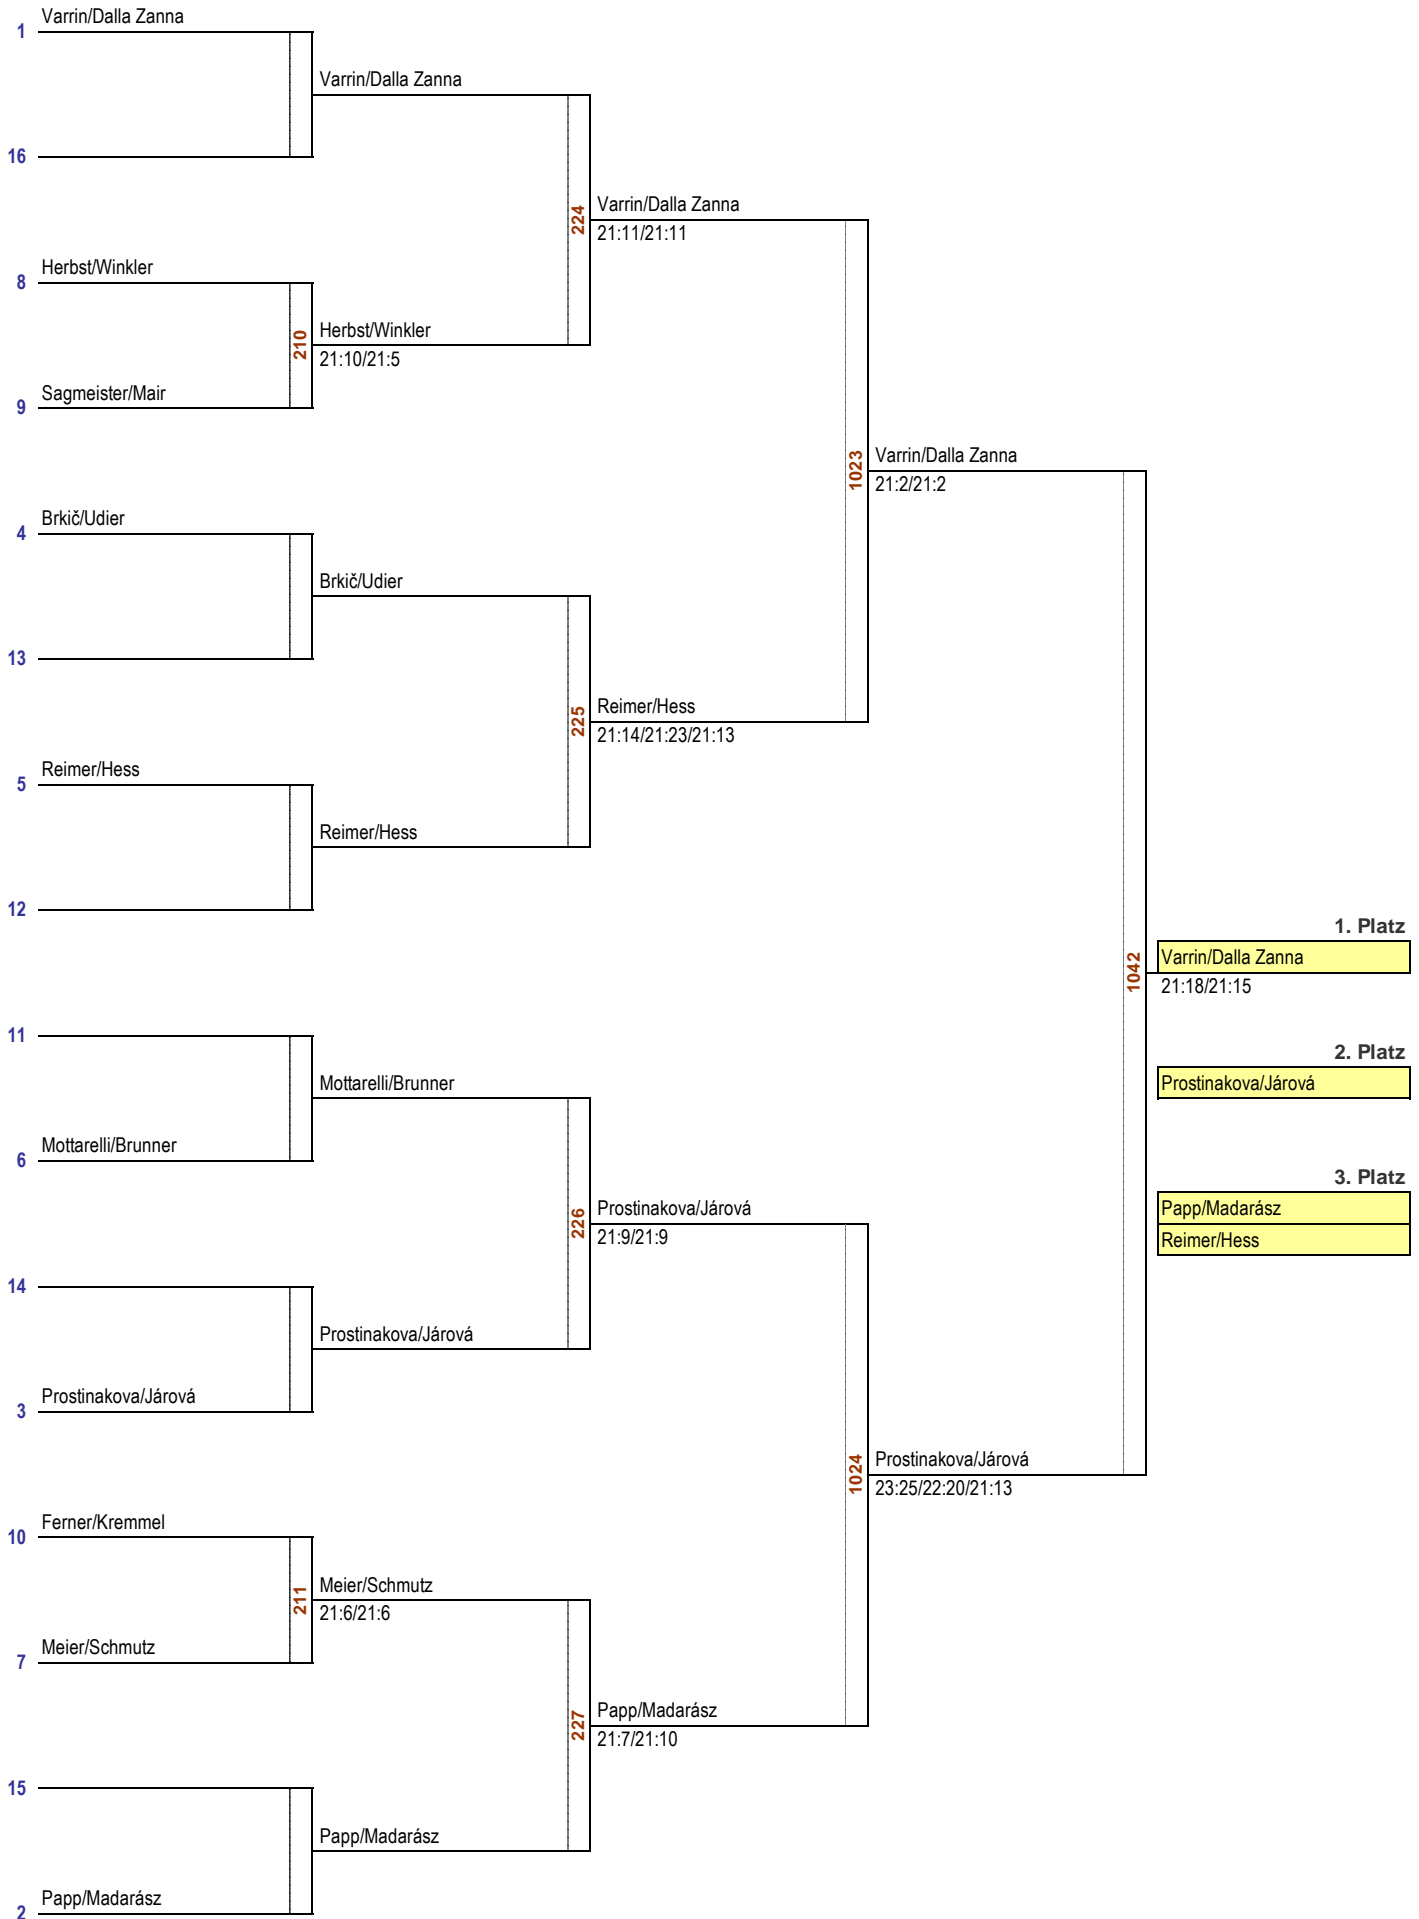 Varrin/Dalla Zanna
1
Varrin/Dalla Zanna
16
224
Varrin/Dalla Zanna
21:11/21:11
Herbst/Winkler
8
210
Herbst/Winkler
21:10/21:5
Sagmeister/Mair
9
1023
Varrin/Dalla Zanna
21:2/21:2
Brkič/Udier
4
Brkič/Udier
13
225
Reimer/Hess
21:14/21:23/21:13
Reimer/Hess
5
Reimer/Hess
12
1. Platz
1042
Varrin/Dalla Zanna
21:18/21:15
11
2. Platz
Mottarelli/Brunner
Prostinakova/Járová
Mottarelli/Brunner
6
3. Platz
226
Prostinakova/Járová
21:9/21:9
Papp/Madarász
Reimer/Hess
14
Prostinakova/Járová
Prostinakova/Járová
3
1024
Prostinakova/Járová
23:25/22:20/21:13
Ferner/Kremmel
10
211
Meier/Schmutz
21:6/21:6
Meier/Schmutz
7
227
Papp/Madarász
21:7/21:10
15
Papp/Madarász
Papp/Madarász
2